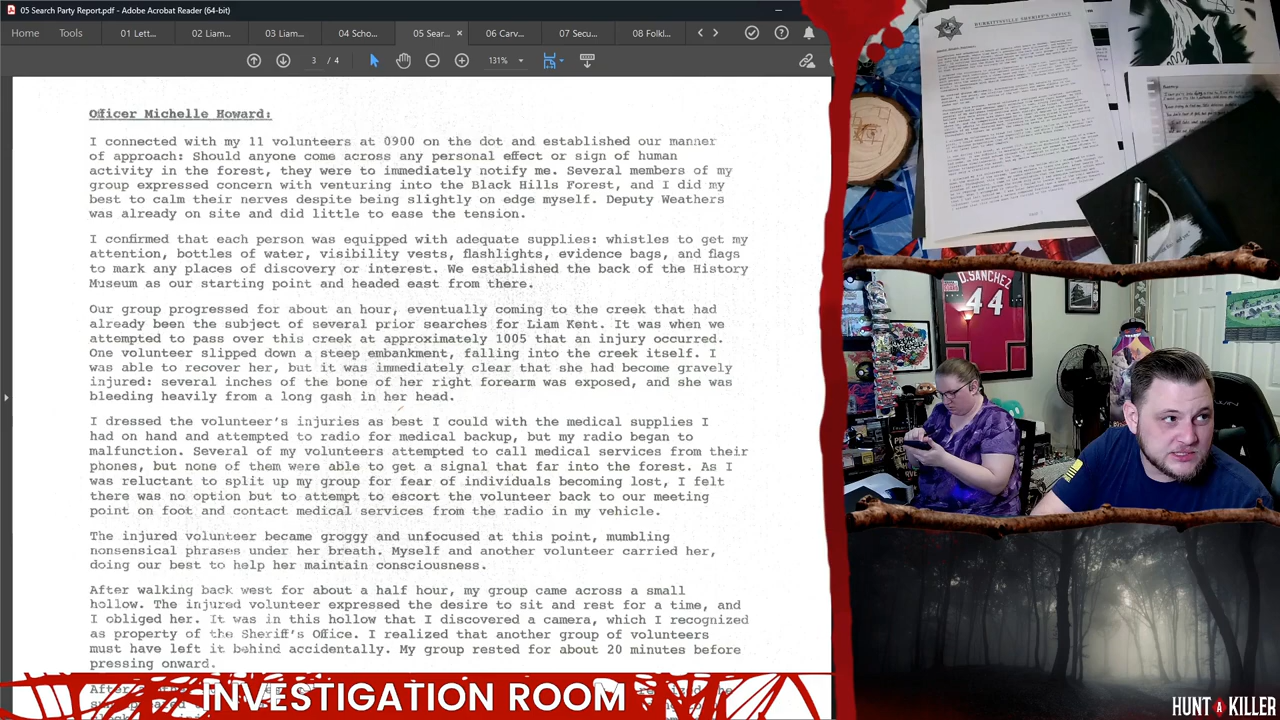 05 Search Party Report.pdf - Adobe Acrobat Reader (64-bit)
Home
Tools
01 Lett...
02 Liam...
03 Liam...
04 Scho...
05 Sear...
06 Carv...
07 Secu...
08 Folkl...
3 / 4
131%
Officer Michelle Howard:
I connected with my 11 volunteers at 0900 on the dot and established our manner
of approach: Should anyone come across any personal effect or sign of human
activity in the forest, they were to immediately notify me. Several members of my
group expressed concern with venturing into the Black Hills Forest, and I did my
best to calm their nerves despite being slightly on edge myself. Deputy Weathers
was already on site and did little to ease the tension.
I confirmed that each person was equipped with adequate supplies: whistles to get my
attention, bottles of water, visibility vests, flashlights, evidence bags, and flags
to mark any places of discovery or interest. We established the back of the History
Museum as our starting point and headed east from there.
Our group progressed for about an hour, eventually coming to the creek that had
already been the subject of several prior searches for Liam Kent. It was when we
attempted to pass over this creek at approximately 1005 that an injury occurred.
One volunteer slipped down a steep embankment, falling into the creek itself. I
was able to recover her, but it was immediately clear that she had become gravely
injured: several inches of the bone of her right forearm was exposed, and she was
bleeding heavily from a long gash in her head.
I dressed the volunteer's injuries as best I could with the medical supplies I
had on hand and attempted to radio for medical backup, but my radio began to
malfunction. Several of my volunteers attempted to call medical services from their
phones, but none of them were able to get a signal that far into the forest. As I
was reluctant to split up my group for fear of individuals becoming lost, I felt
there was no option but to attempt to escort the volunteer back to our meeting
point on foot and contact medical services from the radio in my vehicle.
The injured volunteer became groggy and unfocused at this point, mumbling
nonsensical phrases under her breath. Myself and another volunteer carried her,
doing our best to help her maintain consciousness.
After walking back west for about a half hour, my group came across a small
hollow. The injured volunteer expressed the desire to sit and rest for a time, and
I obliged her. It was in this hollow that I discovered a camera, which I recognized
as property of the Sheriff's Office. I realized that another group of volunteers
must have left it behind accidentally. My group rested for about 20 minutes before
pressing onward.
INVESTIGATION ROOM
BURKITTSVILLE SHERIFF'S OFFICE
D.SANCHEZ
44
HUNT A KILLER